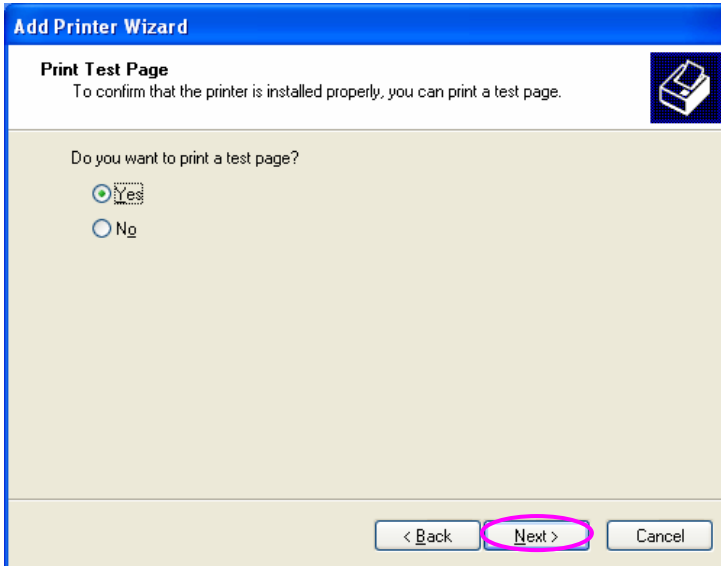 Add Printer Wizard
Print Test Page
To confirm that the printer is installed properly, you can print a test page.
Do you want to print a test page?
Yes
No
< Back Next > Cancel